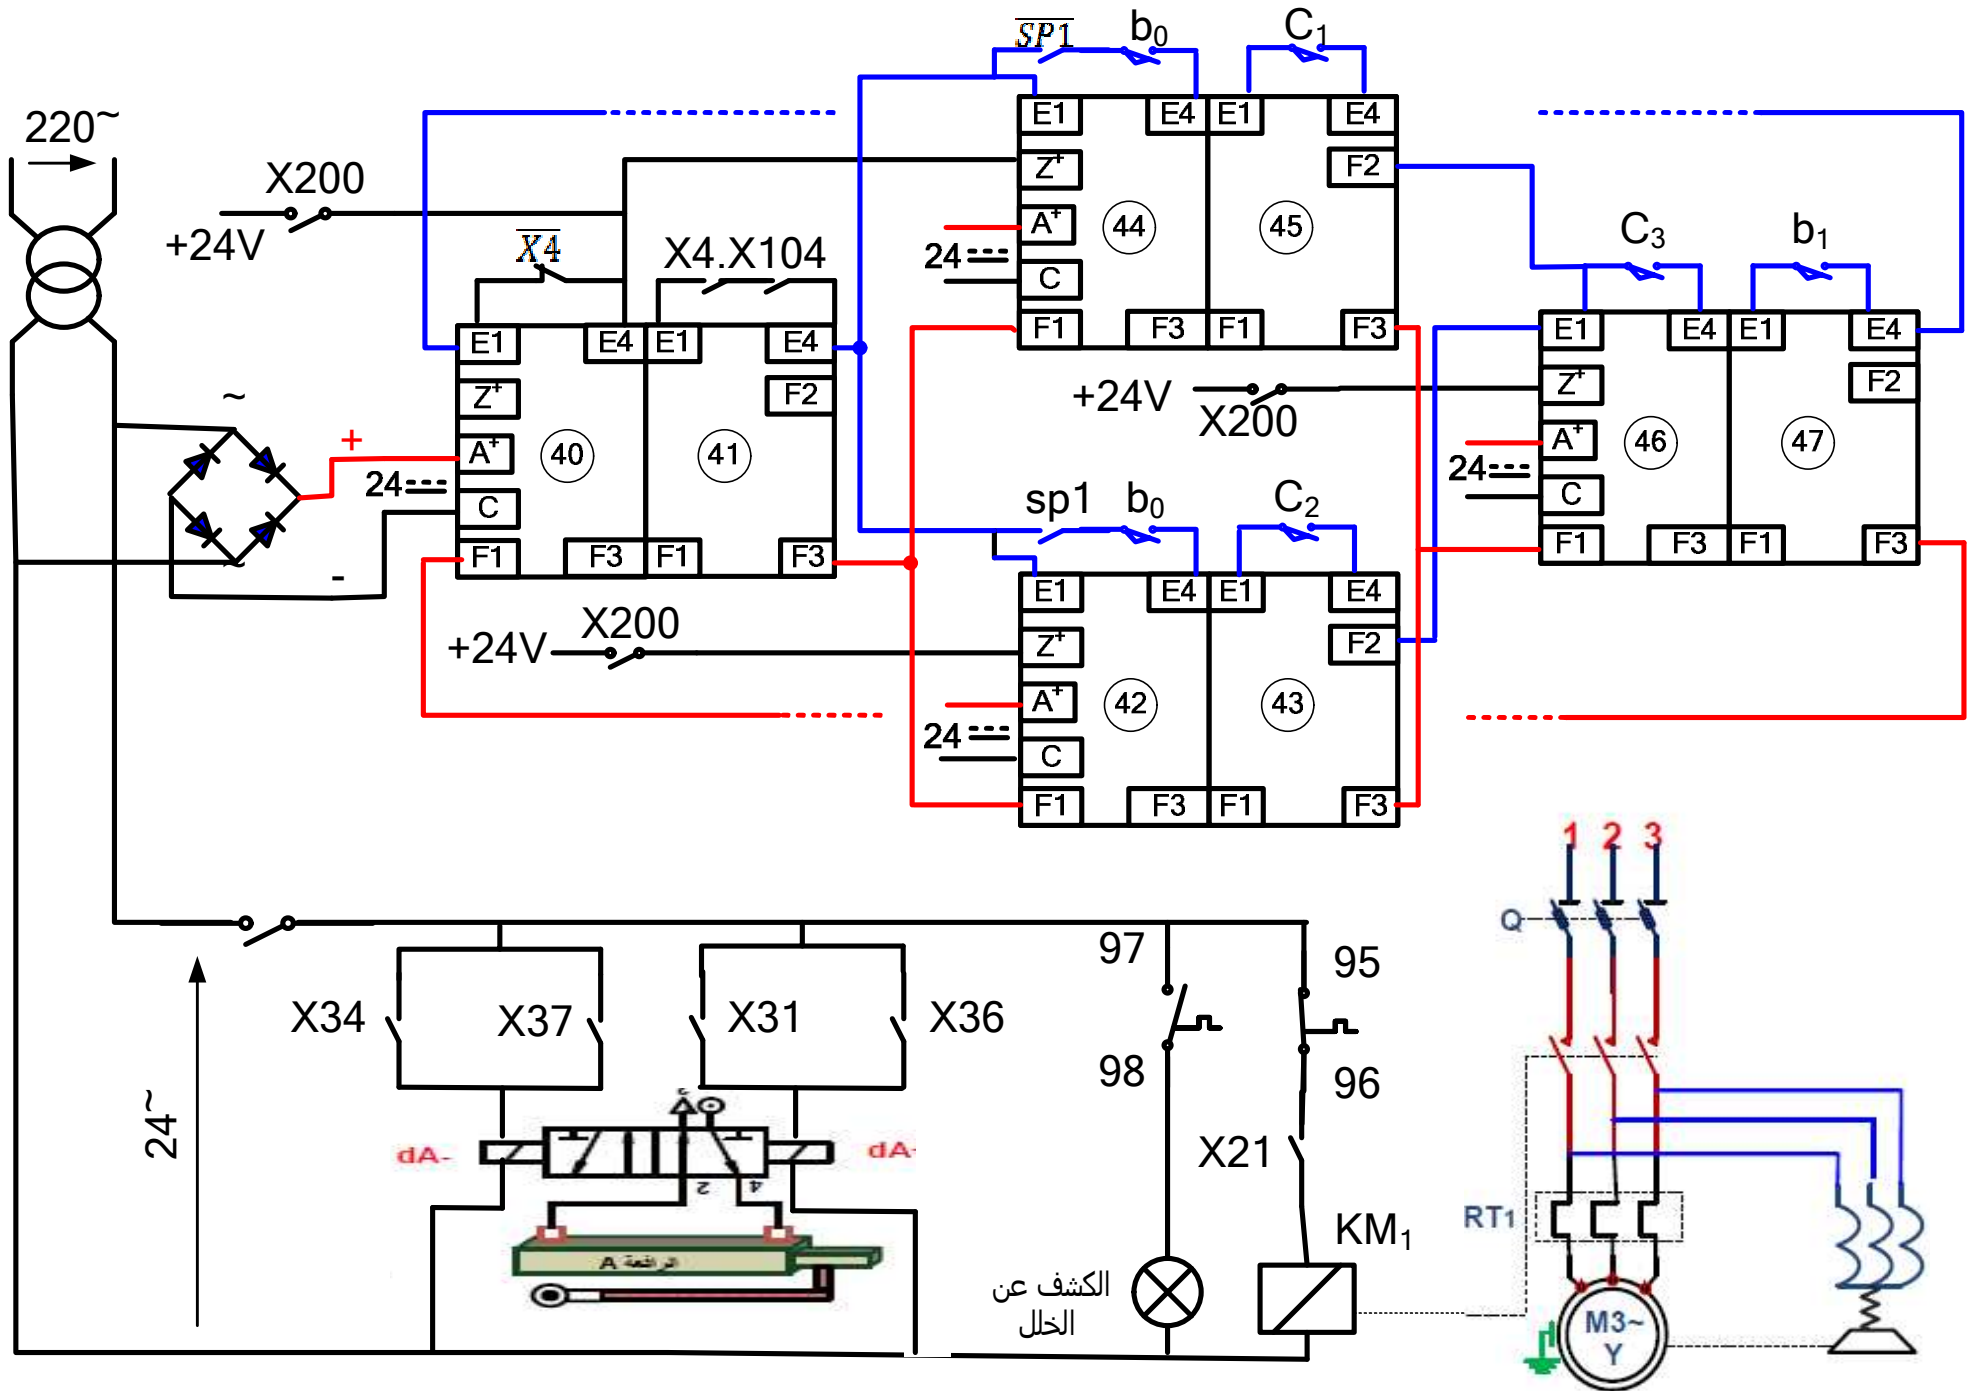 220~
X200
+24V
X4
X4.X104
SP1
b0
C1
E1 E4 E1 E4
Z+ F2
A+ 44 45
24
C
F1 F3 F1 F3
E1 E4 E1 E4
Z+ F2
A+ 40 41
24
C
F1 F3 F1 F3
~
+
~
-
C3
b1
+24V
X200
E1 E4 E1 E4
Z+ F2
A+ 46 47
24
C
F1 F3 F1 F3
sp1
b0
C2
+24V
X200
E1 E4 E1 E4
Z+ F2
A+ 42 43
24
C
F1 F3 F1 F3
24~
X34
X37
X31
X36
dA-
dA+
2
4
الرافعة A
97
98
95
96
X21
KM1
الكشف عن
الخلل
1 2 3
Q
RT1
M3~
Y